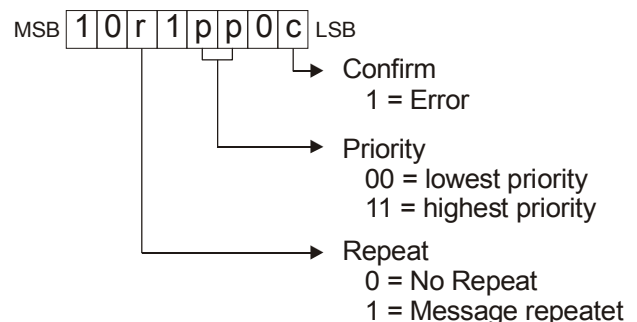 MSB 1 0 r 1 p p 0 c LSB
Confirm
1 = Error
Priority
00 = lowest priority
11 = highest priority
Repeat
0 = No Repeat
1 = Message repeatet